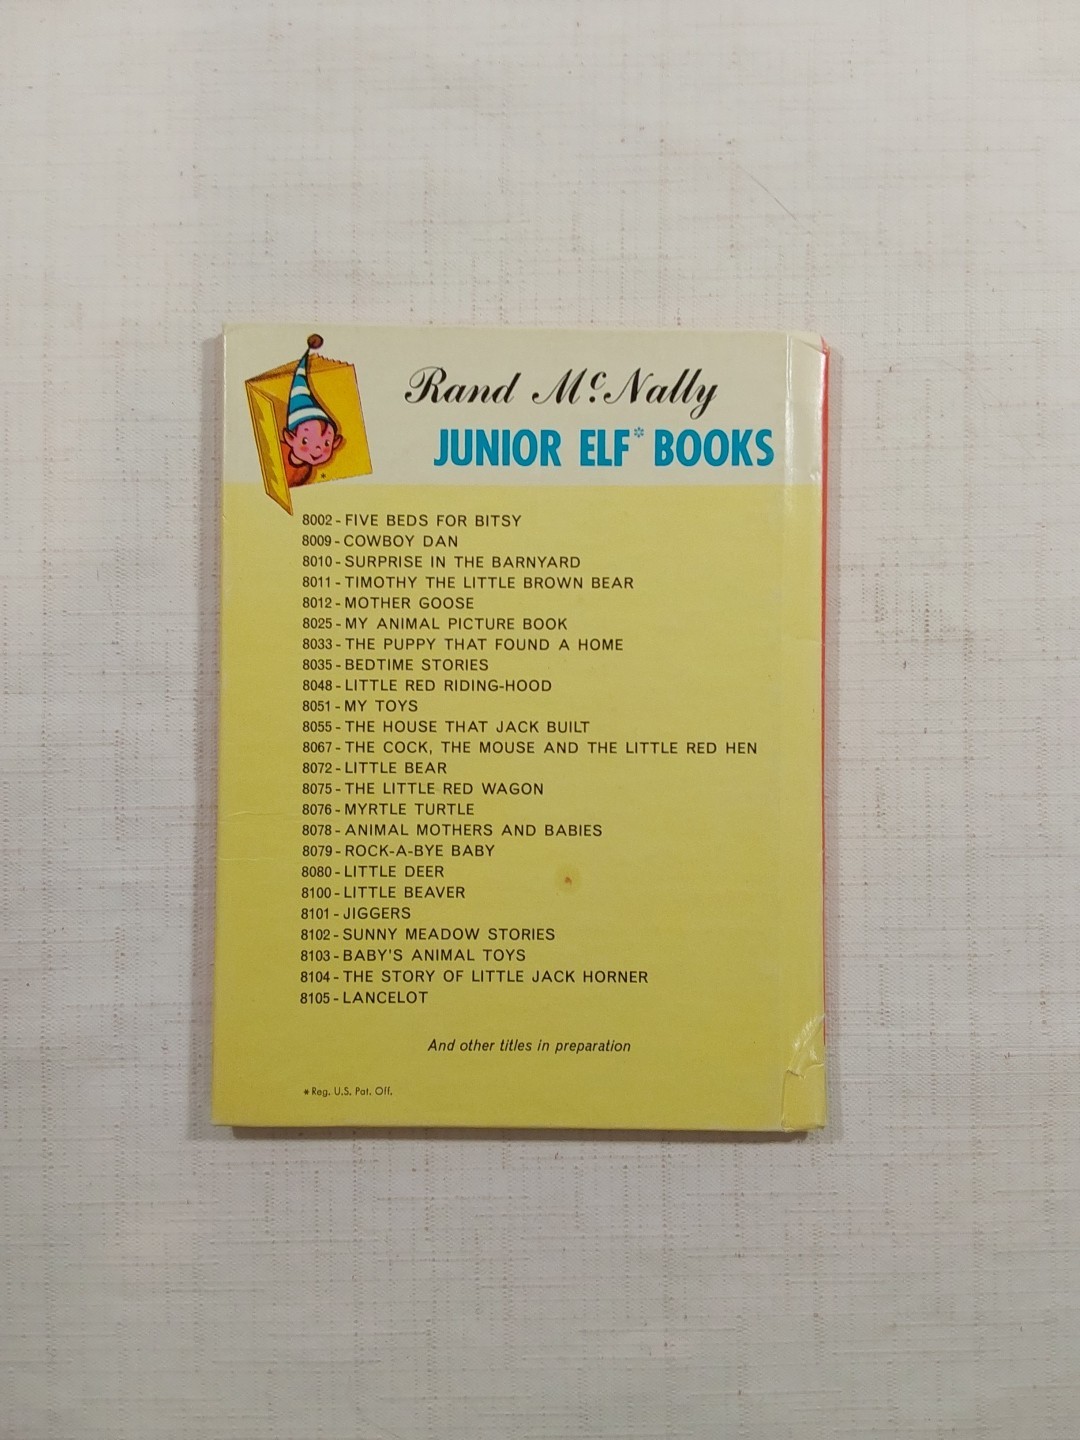 Rand McNally
JUNIOR ELF* BOOKS
8002 - FIVE BEDS FOR BITSY
8009 - COWBOY DAN
8010 - SURPRISE IN THE BARNYARD
8011 - TIMOTHY THE LITTLE BROWN BEAR
8012 - MOTHER GOOSE
8025 - MY ANIMAL PICTURE BOOK
8033 - THE PUPPY THAT FOUND A HOME
8035 - BEDTIME STORIES
8048 - LITTLE RED RIDING-HOOD
8051 - MY TOYS
8055 - THE HOUSE THAT JACK BUILT
8067 - THE COCK, THE MOUSE AND THE LITTLE RED HEN
8072 - LITTLE BEAR
8075 - THE LITTLE RED WAGON
8076 - MYRTLE TURTLE
8078 - ANIMAL MOTHERS AND BABIES
8079 - ROCK-A-BYE BABY
8080 - LITTLE DEER
8100 - LITTLE BEAVER
8101 - JIGGERS
8102 - SUNNY MEADOW STORIES
8103 - BABY'S ANIMAL TOYS
8104 - THE STORY OF LITTLE JACK HORNER
8105 - LANCELOT
And other titles in preparation
* Reg. U.S. Pat. Off.